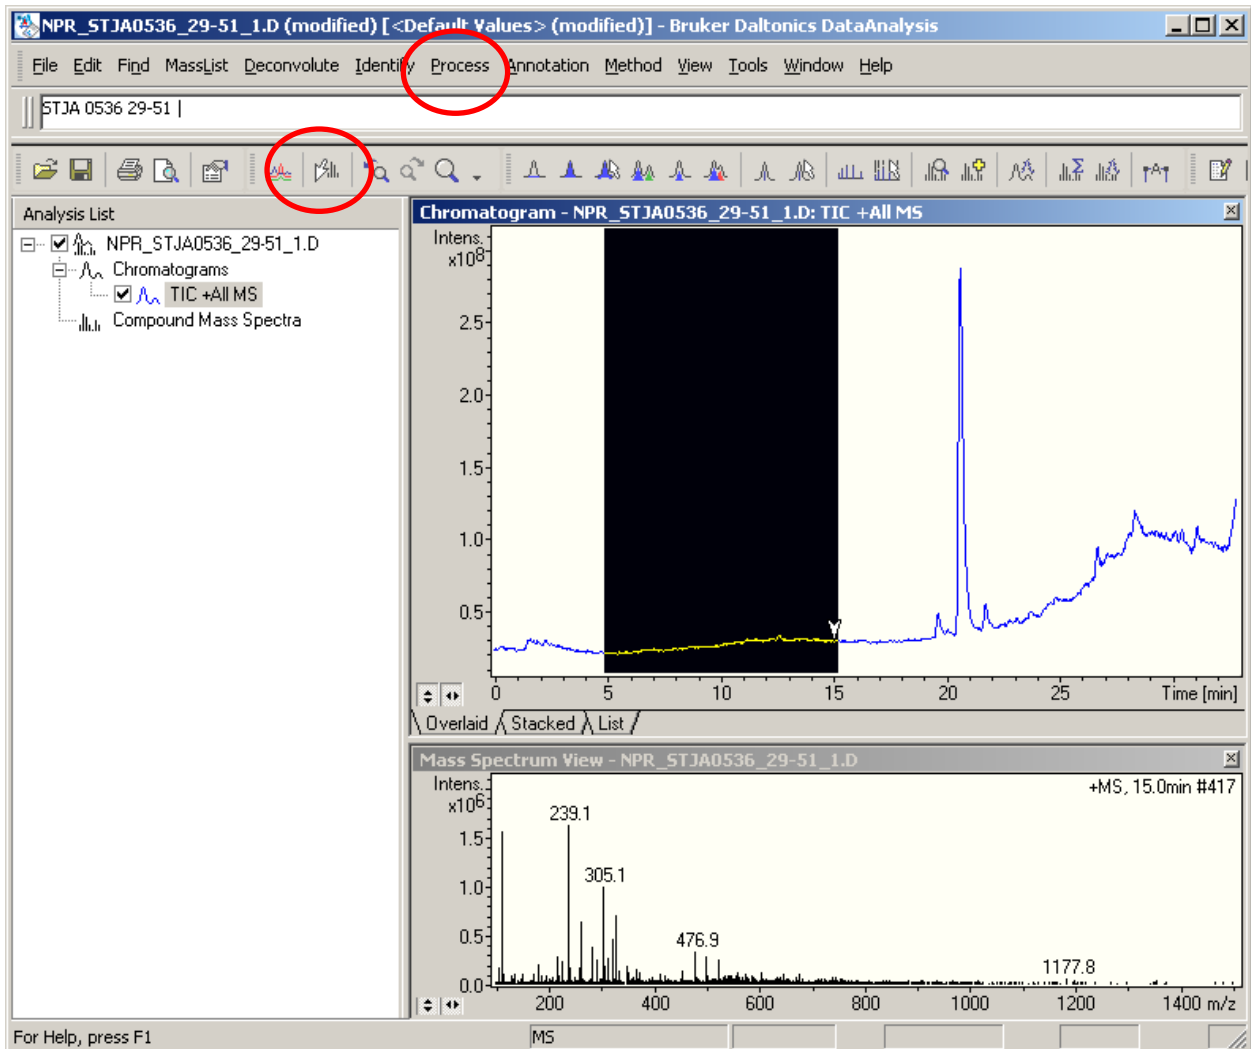 NPR_STJA0536_29-51_1.D (modified) [<Default Values> (modified)] - Bruker Daltonics DataAnalysis
File Edit Find MassList Deconvolute Identify Process Annotation Method View Tools Window Help
STJA 0536 29-51
Analysis List
NPR_STJA0536_29-51_1.D
Chromatograms
TIC +All MS
Compound Mass Spectra
Chromatogram - NPR_STJA0536_29-51_1.D: TIC +All MS
Intens.
x10⁸
2.5
2.0
1.5
1.0
0.5
0 5 10 15 20 25 Time [min]
Overlaid Stacked List
Mass Spectrum View - NPR_STJA0536_29-51_1.D
Intens.
x10⁶
+MS, 15.0min #417
239.1
1.5
305.1
1.0
0.5
476.9
1177.8
0.0
200 400 600 800 1000 1200 1400 m/z
For Help, press F1 MS